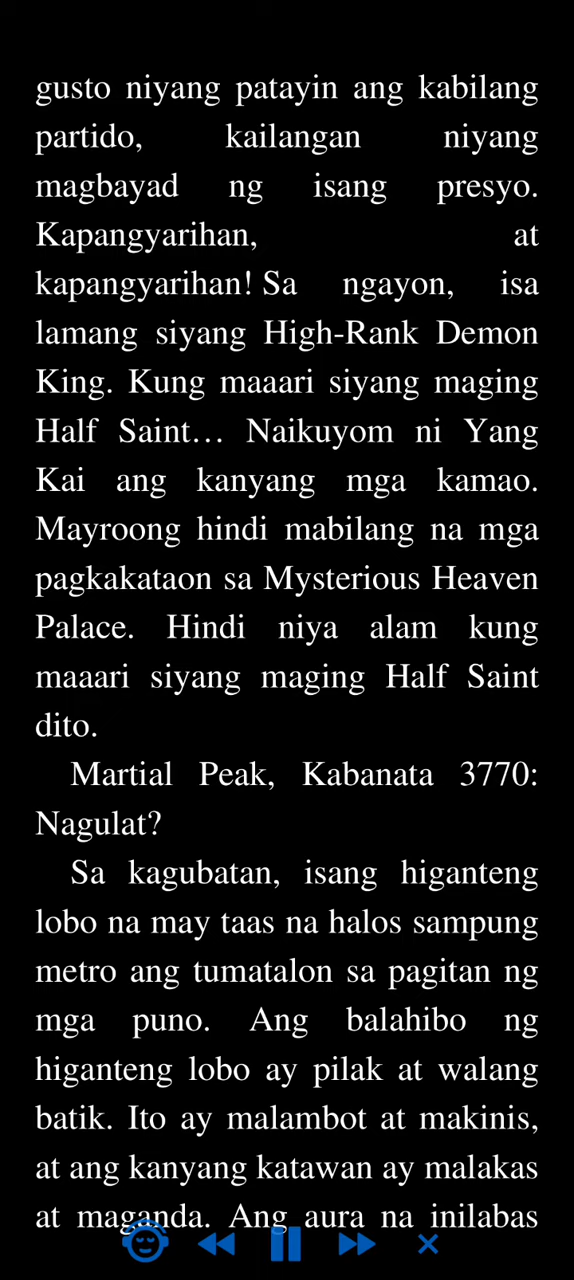 gusto niyang patayin ang kabilang
partido, kailangan niyang
magbayad ng isang presyo.
Kapangyarihan, at
kapangyarihan! Sa ngayon, isa
lamang siyang High-Rank Demon
King. Kung maaari siyang maging
Half Saint… Naikuyom ni Yang
Kai ang kanyang mga kamao.
Mayroong hindi mabilang na mga
pagkakataon sa Mysterious Heaven
Palace. Hindi niya alam kung
maaari siyang maging Half Saint
dito.
Martial Peak, Kabanata 3770:
Nagulat?
Sa kagubatan, isang higanteng
lobo na may taas na halos sampung
metro ang tumatalon sa pagitan ng
mga puno. Ang balahibo ng
higanteng lobo ay pilak at walang
batik. Ito ay malambot at makinis,
at ang kanyang katawan ay malakas
at maganda. Ang aura na inilabas